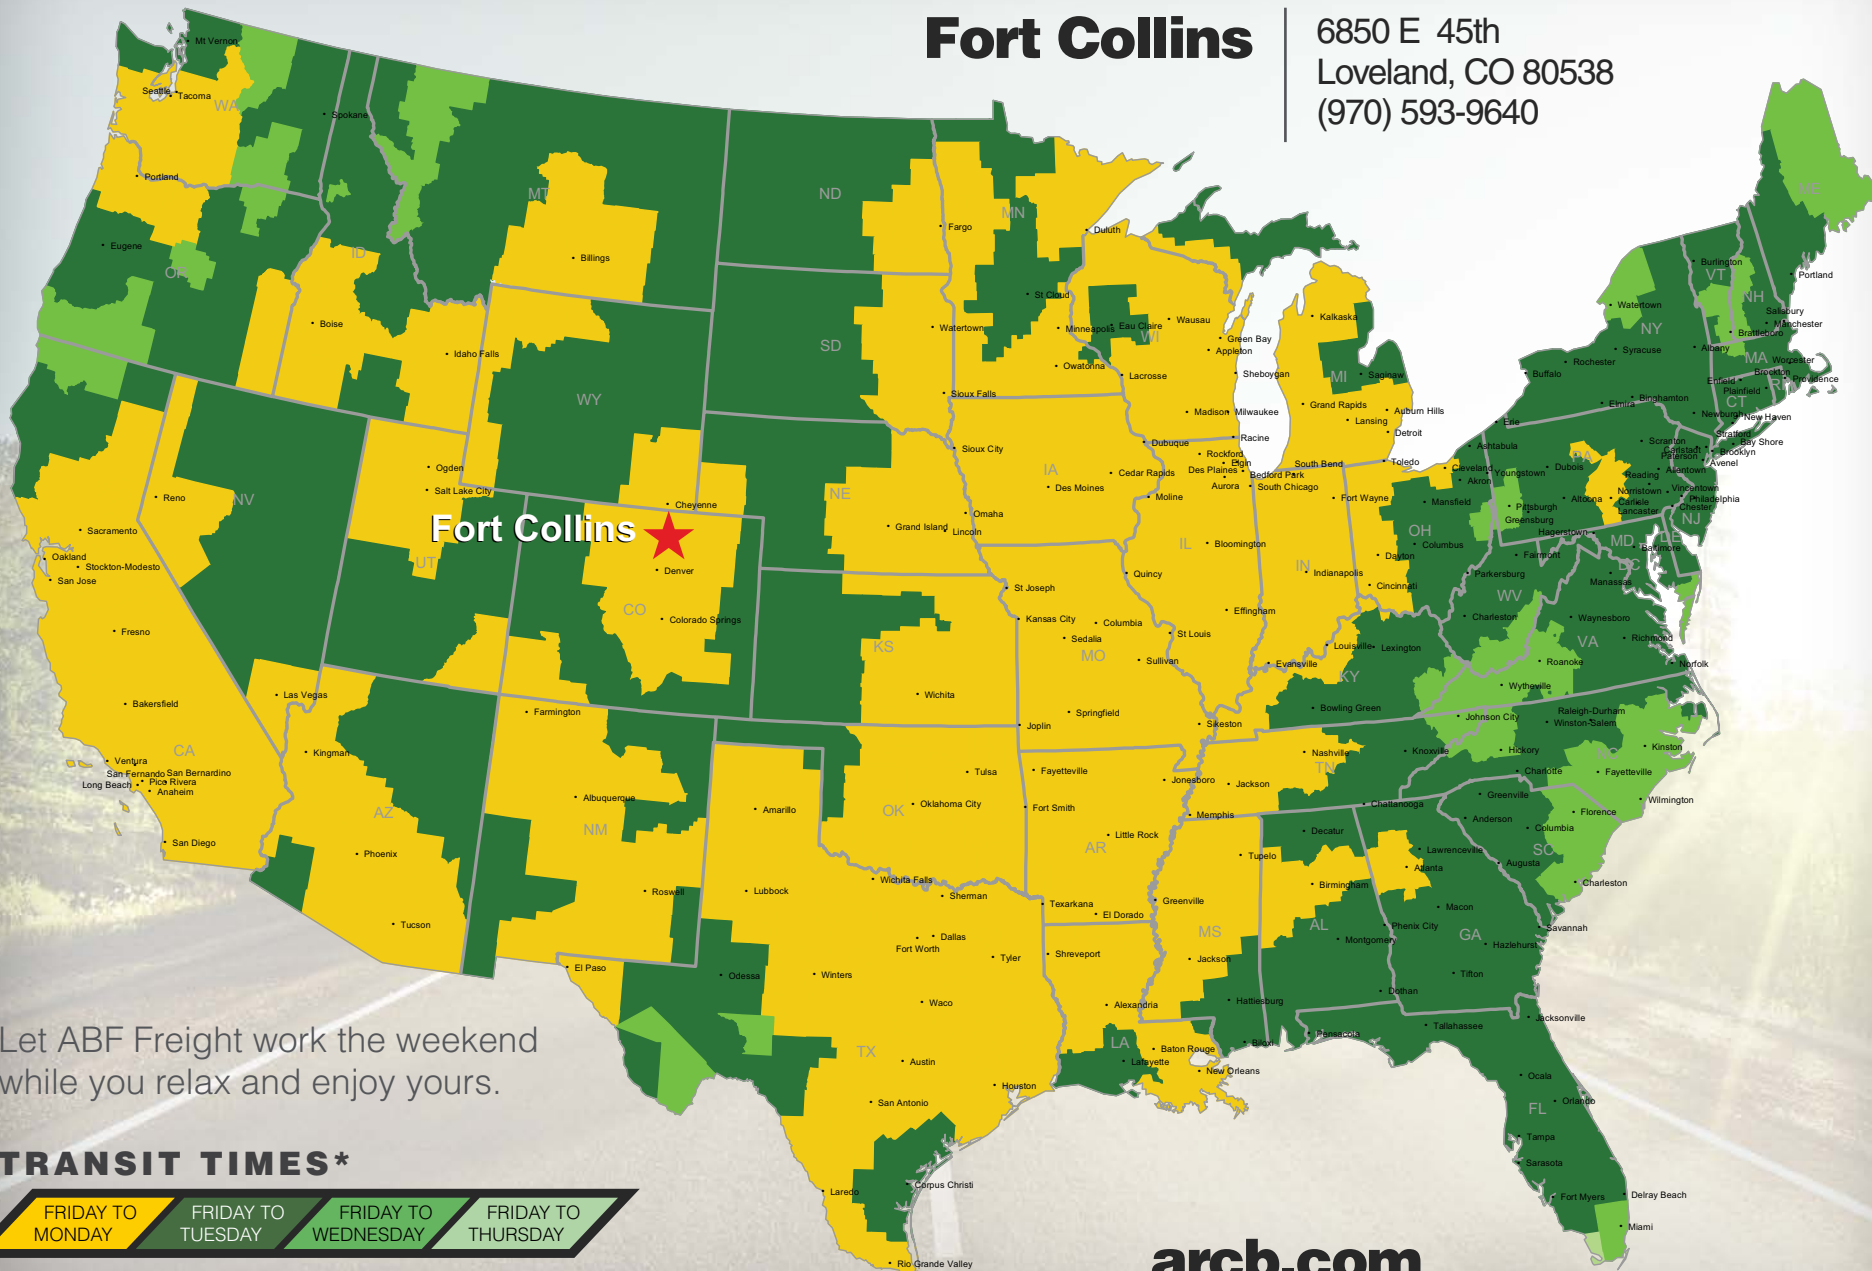 Fort Collins
6850 E 45th
Loveland, CO 80538
(970) 593-9640
Mt Vernon
Seattle
Tacoma
WA
Spokane
Portland
Eugene
ID
MT
Billings
Boise
Idaho Falls
ND
Fargo
MN
Duluth
St Cloud
Minneapolis
Eau Claire
Wausau
WI
Green Bay
Appleton
Watertown
SD
Owatonna
Lacrosse
Sheboygan
Kalkaska
MI
Saginaw
Grand Rapids
Auburn Hills
Lansing
Detroit
Madison
Milwaukee
Racine
Sioux Falls
WY
Ogden
Salt Lake City
NV
Reno
Sacramento
Oakland
Stockton-Modesto
San Jose
Fresno
Bakersfield
CA
Ventura
San Fernando
San Bernardino
Pico Rivera
Long Beach
Anaheim
San Diego
UT
Las Vegas
Kingman
AZ
Phoenix
Tucson
Cheyenne
Fort Collins
Denver
CO
Colorado Springs
Farmington
Albuquerque
NM
Roswell
El Paso
Sioux City
NE
IA
Omaha
Grand Island
Lincoln
Des Moines
Cedar Rapids
Dubuque
Rockford
Elgin
Des Plaines
Bedford Park
Aurora
South Chicago
South Bend
Moline
IL
Bloomington
Quincy
Effingham
IN
Indianapolis
Fort Wayne
Toledo
Cleveland
Akron
Ashtabula
Youngstown
Mansfield
OH
Columbus
Dayton
Cincinnati
Erie
Dubois
PA
Pittsburgh
Greensburg
Altoona
Scranton
Carlstadt
Paterson
Allentown
Reading
Norristown
Vincentown
Philadelphia
Carlisle
Lancaster
Chester
Hagerstown
NJ
MD
DE
DC
Baltimore
Manassas
Fairmont
Parkersburg
WV
Charleston
Waynesboro
VA
Richmond
Norfolk
Roanoke
Wytheville
ME
Portland
Burlington
VT
NH
Salisbury
Manchester
Brattleboro
Watertown
NY
Syracuse
Rochester
Buffalo
Albany
MA
Worcester
Brockton
Providence
Enfield
Plainfield
RI
CT
Binghamton
Elmira
Newburgh
New Haven
Stratford
Bay Shore
Brooklyn
Avenel
St Joseph
Kansas City
Columbia
Sedalia
MO
St Louis
Sullivan
Springfield
Joplin
Sikeston
KS
Wichita
Evansville
Louisville
Lexington
KY
Bowling Green
Johnson City
Knoxville
Nashville
TN
Jackson
Memphis
Chattanooga
Raleigh-Durham
Winston-Salem
Hickory
NC
Kinston
Charlotte
Fayetteville
Wilmington
Greenville
Anderson
Florence
Columbia
SC
Augusta
Charleston
Amarillo
Lubbock
Tulsa
OK
Oklahoma City
Wichita Falls
Sherman
Fayetteville
Jonesboro
Fort Smith
Little Rock
AR
Texarkana
El Dorado
Dallas
Fort Worth
Tyler
Shreveport
Odessa
Winters
Waco
TX
Austin
Houston
San Antonio
Laredo
Corpus Christi
Rio Grande Valley
Alexandria
LA
Lafayette
Baton Rouge
New Orleans
Tupelo
Greenville
MS
Jackson
Hattiesburg
Biloxi
Decatur
Birmingham
AL
Montgomery
Lawrenceville
Atlanta
Macon
Phenix City
GA
Hazlehurst
Savannah
Tifton
Dothan
Pensacola
Tallahassee
Jacksonville
Ocala
FL
Orlando
Tampa
Sarasota
Fort Myers
Delray Beach
Miami
Let ABF Freight work the weekend
while you relax and enjoy yours.
TRANSIT TIMES*
FRIDAY TO
MONDAY
FRIDAY TO
TUESDAY
FRIDAY TO
WEDNESDAY
FRIDAY TO
THURSDAY
arcb.com